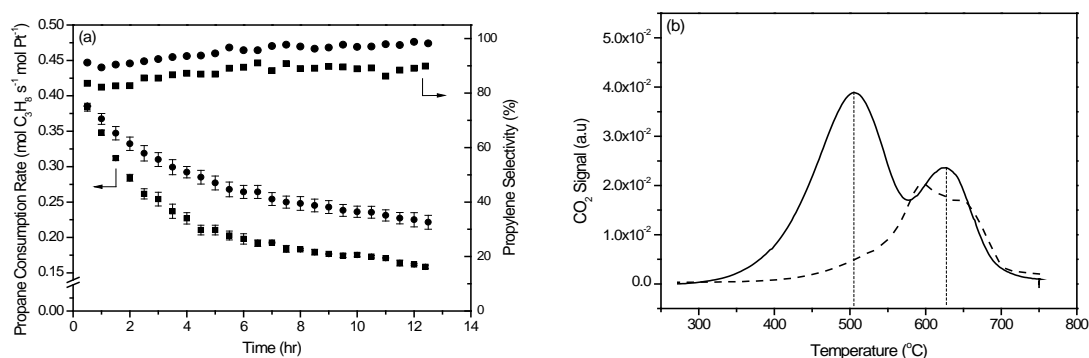 (a)
Propane Consumption Rate (mol C₃H₈ s⁻¹ mol Pt⁻¹)
0.50
0.45
0.40
0.35
0.30
0.25
0.20
0.15
0.00
0 2 4 6 8 10 12 14
Time (hr)
100
80
60
40
20
0
Propylene Selectivity (%)
(b)
CO₂ Signal (a.u)
5.0x10⁻²
4.0x10⁻²
3.0x10⁻²
2.0x10⁻²
1.0x10⁻²
0.0
300 400 500 600 700 800
Temperature (°C)